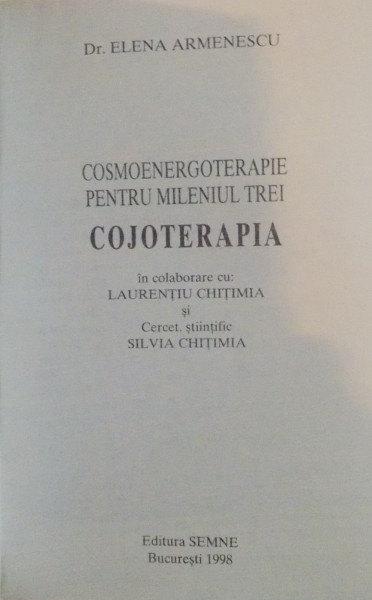 Dr. ELENA ARMENESCU
COSMOENERGOTERAPIE
PENTRU MILENIUL TREI
COJOTERAPIA
în colaborare cu:
LAURENȚIU CHIȚIMIA
și
Cercet. științific
SILVIA CHIȚIMIA
Editura SEMNE
București 1998